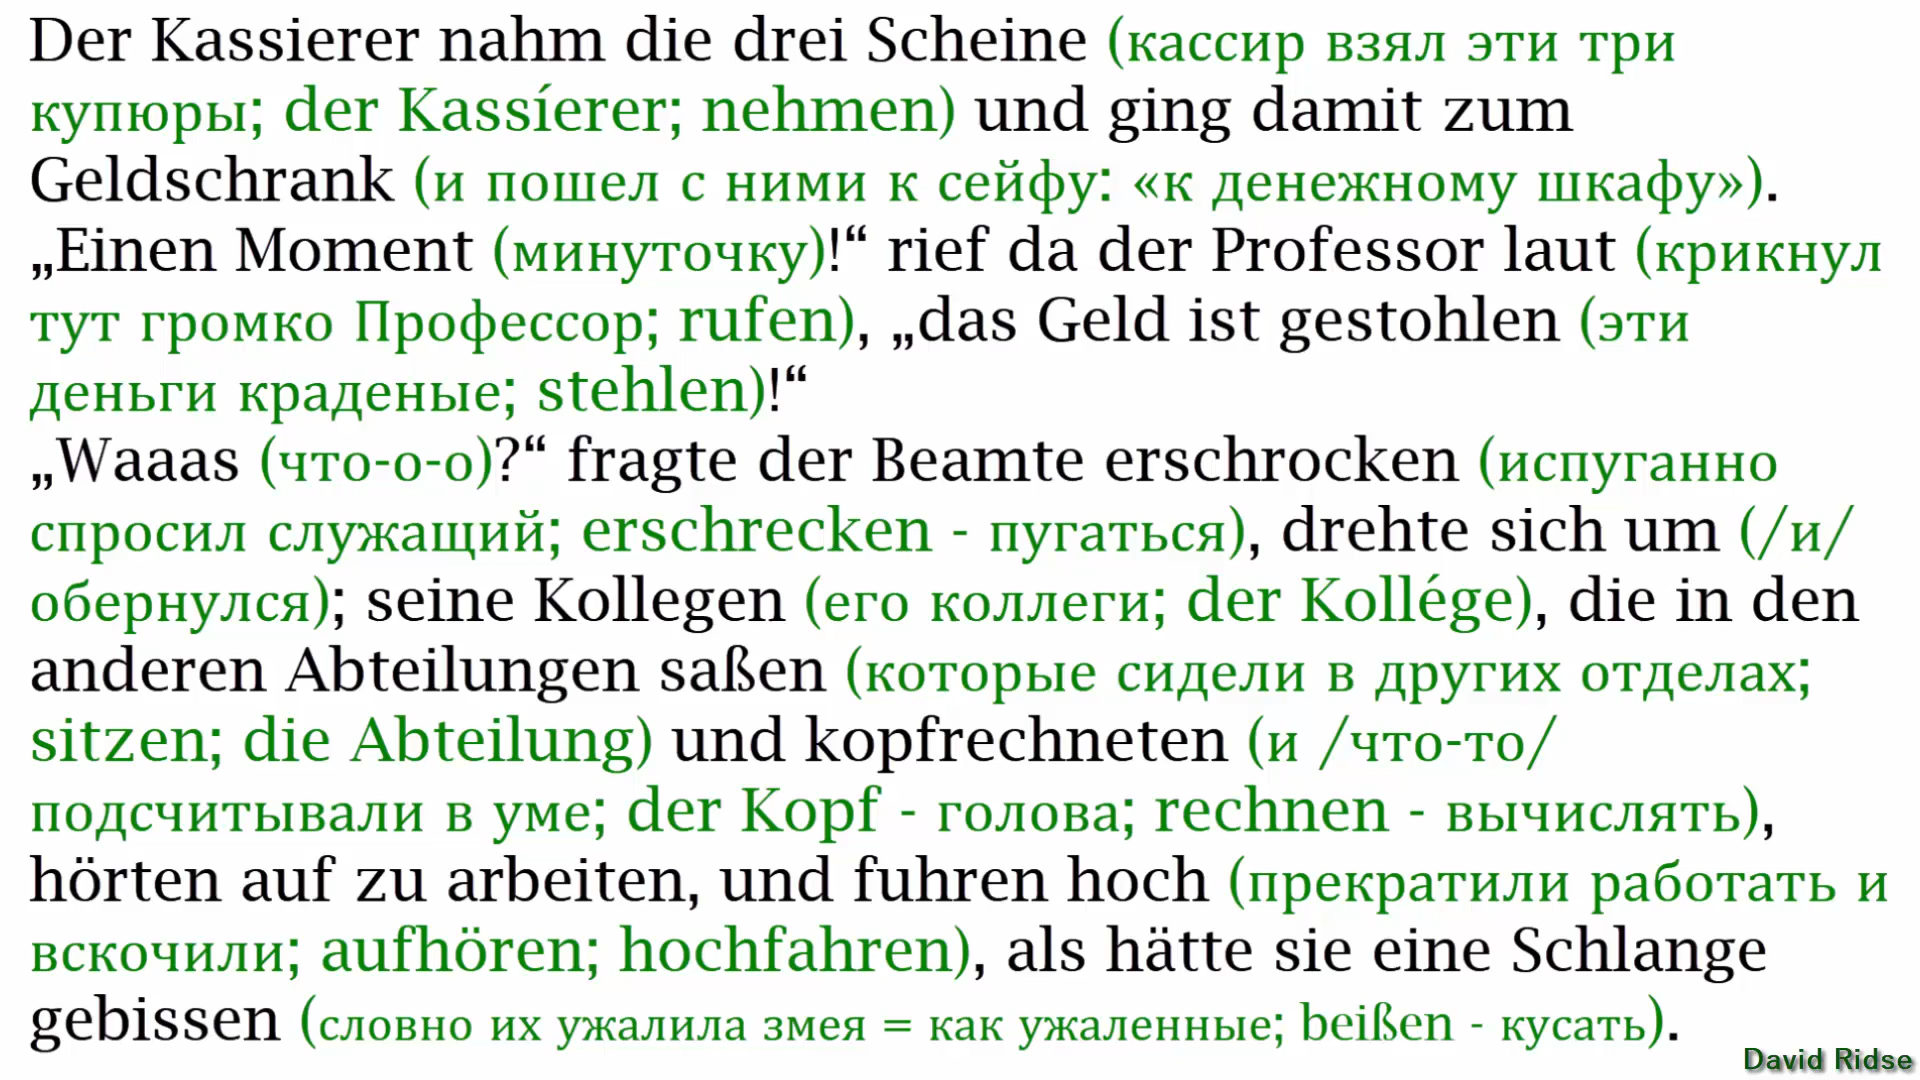 Der Kassierer nahm die drei Scheine (кассир взял эти три
купюры; der Kassíerer; nehmen) und ging damit zum
Geldschrank (и пошел с ними к сейфу: «к денежному шкафу»).
„Einen Moment (минуточку)!“ rief da der Professor laut (крикнул
тут громко Профессор; rufen), „das Geld ist gestohlen (эти
деньги краденые; stehlen)!“
„Waaas (что-о-о)?“ fragte der Beamte erschrocken (испуганно
спросил служащий; erschrecken - пугаться), drehte sich um (/и/
обернулся); seine Kollegen (его коллеги; der Kollége), die in den
anderen Abteilungen saßen (которые сидели в других отделах;
sitzen; die Abteilung) und kopfrechneten (и /что-то/
подсчитывали в уме; der Kopf - голова; rechnen - вычислять),
hörten auf zu arbeiten, und fuhren hoch (прекратили работать и
вскочили; aufhören; hochfahren), als hätte sie eine Schlange
gebissen (словно их ужалила змея = как ужаленные; beißen - кусать).
David Ridse